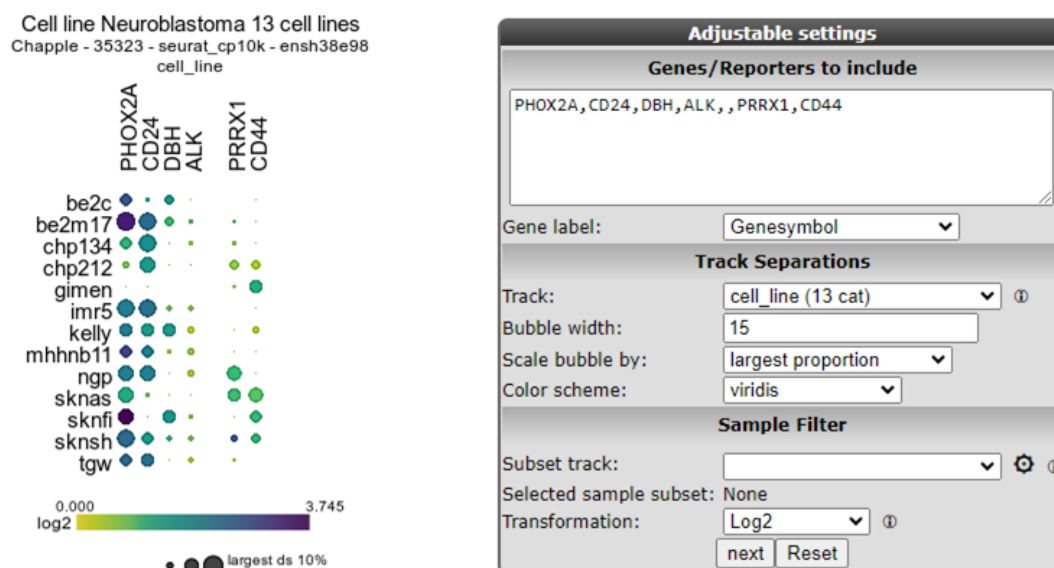 Cell line Neuroblastoma 13 cell lines
Chapple - 35323 - seurat_cp10k - ensh38e98
cell_line
PHOX2A
CD24
DBH
ALK
PRRX1
CD44
be2c
be2m17
chp134
chp212
gimen
imr5
kelly
mhhnb11
ngp
sknas
sknfi
sknsh
tgw
0.000 3.745
log2
largest ds 10%
Adjustable settings
Genes/Reporters to include
PHOX2A,CD24,DBH,ALK,,PRRX1,CD44
Gene label: Genesymbol
Track Separations
Track: cell_line (13 cat)
Bubble width: 15
Scale bubble by: largest proportion
Color scheme: viridis
Sample Filter
Subset track:
Selected sample subset: None
Transformation: Log2
next Reset